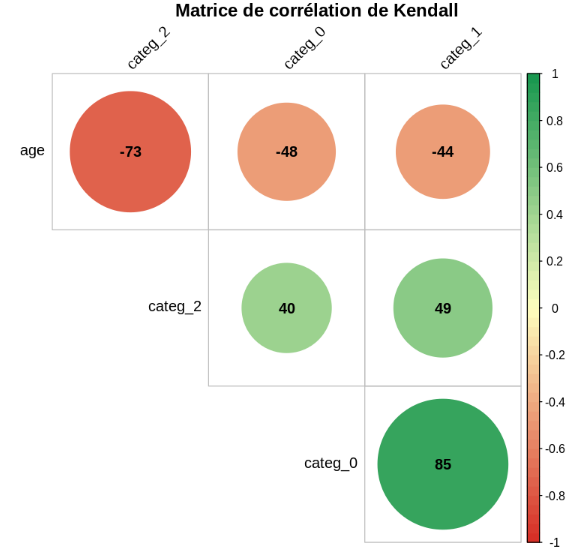 Matrice de corrélation de Kendall
categ_2 categ_0 categ_1
age -73 -48 -44
categ_2 40 49
categ_0 85
1
0.8
0.6
0.4
0.2
0
-0.2
-0.4
-0.6
-0.8
-1